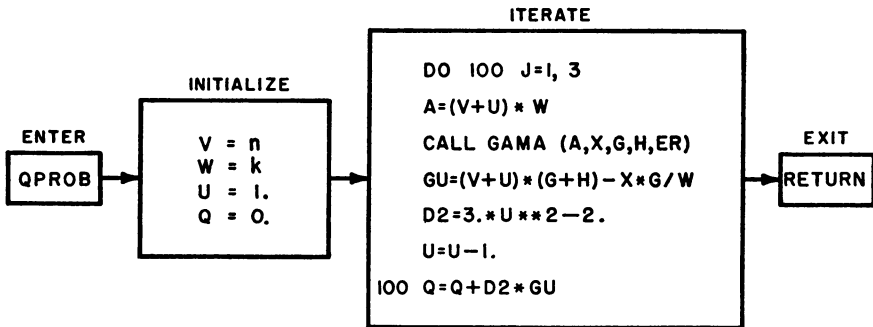 ENTER
QPROB
INITIALIZE
V = n
W = k
U = 1.
Q = 0.
ITERATE
DO 100 J=1, 3
A=(V+U)*W
CALL GAMA (A,X,G,H,ER)
GU=(V+U)*(G+H)-X*G/W
D2=3.*U**2-2.
U=U-1.
100 Q=Q+D2*GU
EXIT
RETURN